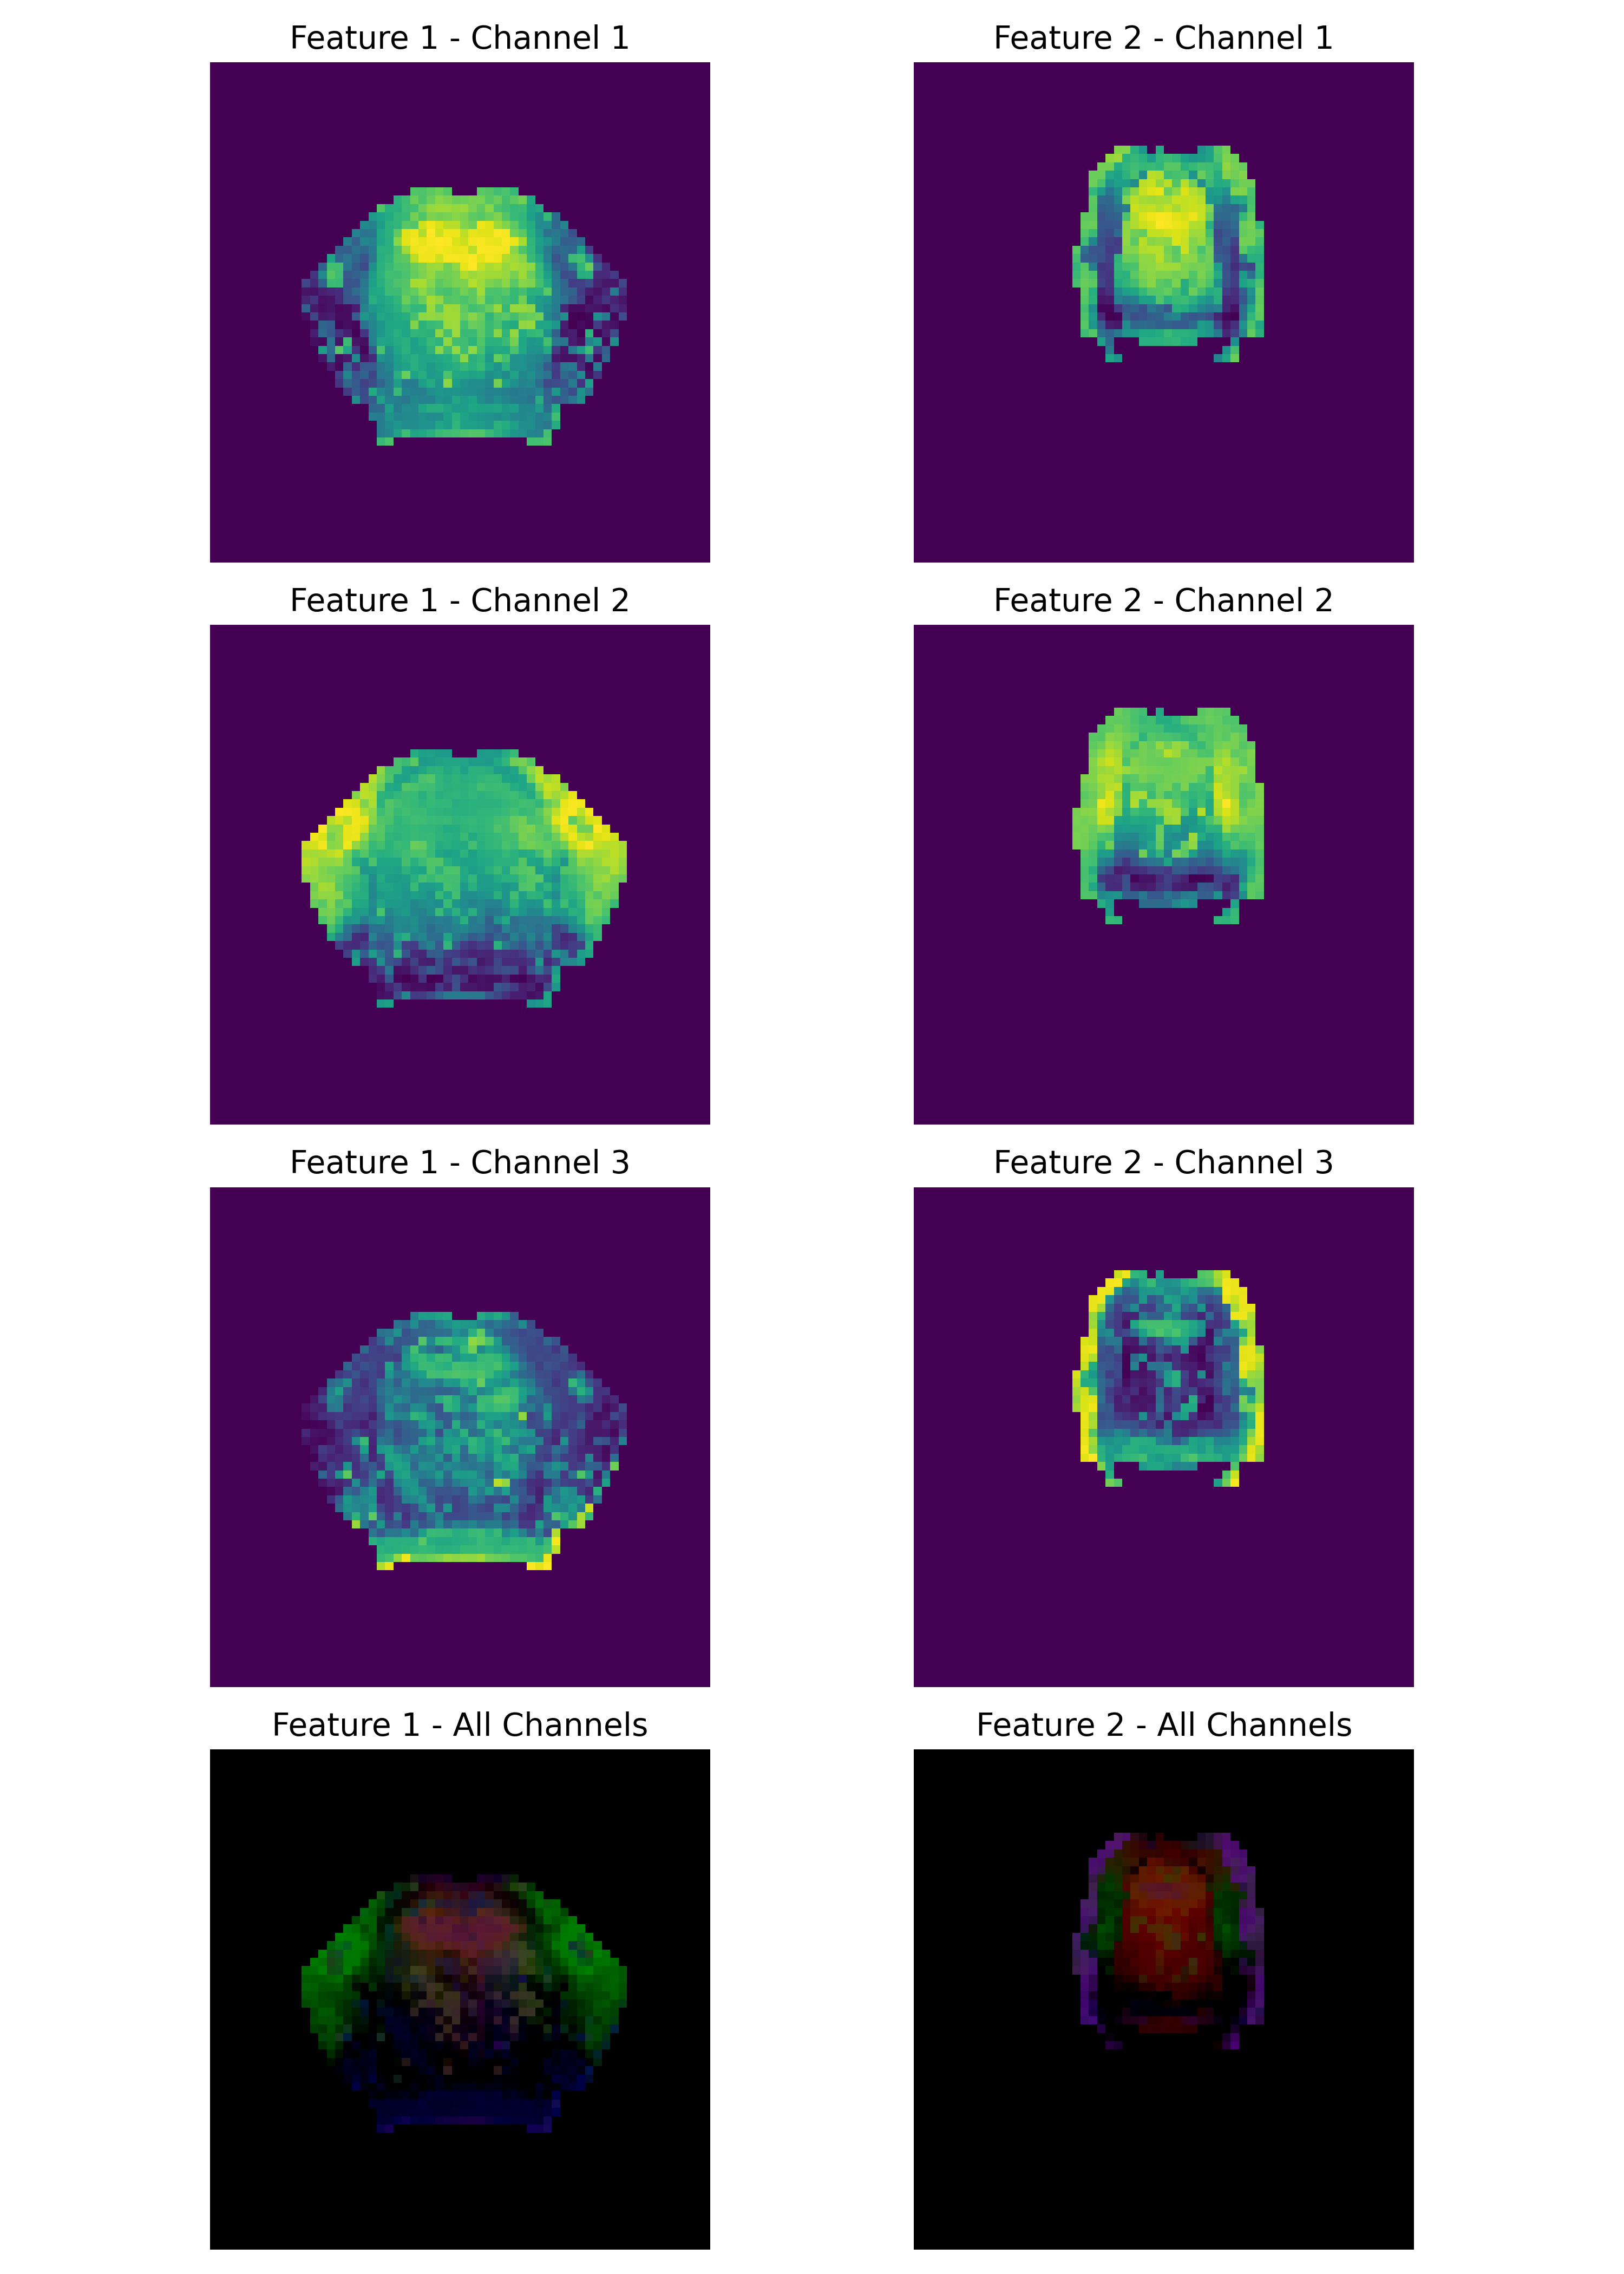 Feature 1 - Channel 1
Feature 2 - Channel 1
Feature 1 - Channel 2
Feature 2 - Channel 2
Feature 1 - Channel 3
Feature 2 - Channel 3
Feature 1 - All Channels
Feature 2 - All Channels